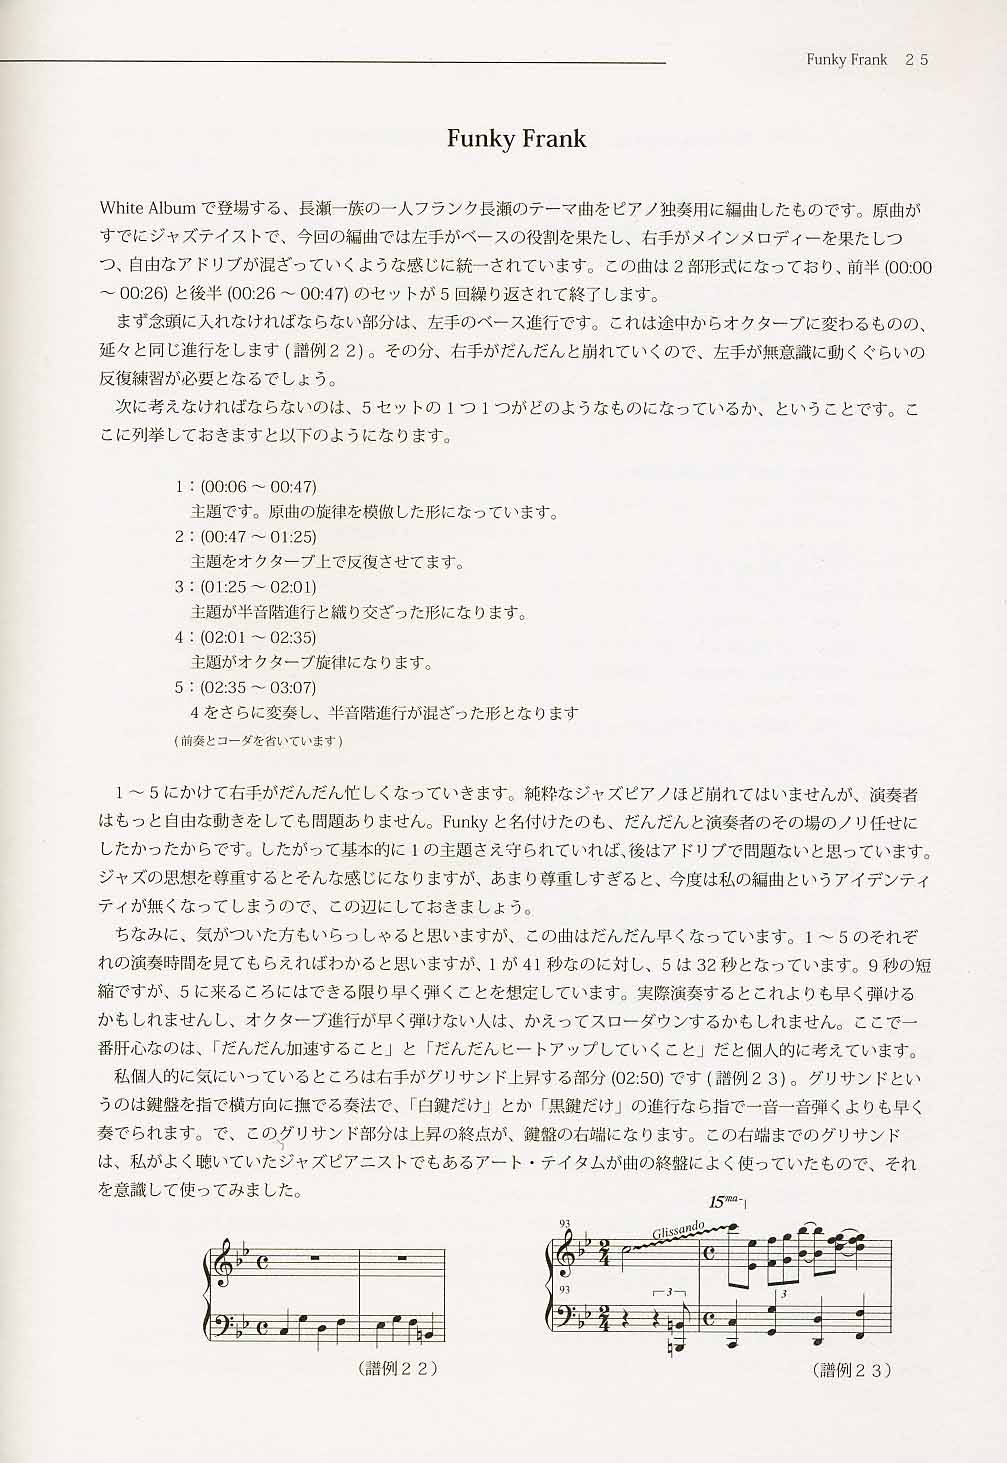 Funky Frank　２５
Funky Frank
White Album で登場する、長瀬一族の一人フランク長瀬のテーマ曲をピアノ独奏用に編曲したものです。原曲が
すでにジャズテイストで、今回の編曲では左手がベースの役割を果たし、右手がメインメロディーを果たしつ
つ、自由なアドリブが混ざっていくような感じに統一されています。この曲は２部形式になっており、前半 (00:00
～ 00:26) と後半 (00:26 ～ 00:47) のセットが５回繰り返されて終了します。
まず念頭に入れなければならない部分は、左手のベース進行です。これは途中からオクターブに変わるものの、
延々と同じ進行をします ( 譜例２２) 。その分、右手がだんだんと崩れていくので、左手が無意識に動くぐらいの
反復練習が必要となるでしょう。
次に考えなければならないのは、５セットの１つ１つがどのようなものになっているか、ということです。こ
こに列挙しておきますと以下のようになります。
1：(00:06 ～ 00:47)
主題です。原曲の旋律を模倣した形になっています。
2：(00:47 ～ 01:25)
主題をオクターブ上で反復させてます。
3：(01:25 ～ 02:01)
主題が半音階進行と織り交ざった形になります。
4：(02:01 ～ 02:35)
主題がオクターブ旋律になります。
5：(02:35 ～ 03:07)
４をさらに変奏し、半音階進行が混ざった形となります
( 前奏とコーダを省いています )
１～５にかけて右手がだんだん忙しくなっていきます。純粋なジャズピアノほど崩れてはいませんが、演奏者
はもっと自由な動きをしても問題ありません。Funky と名付けたのも、だんだんと演奏者のその場のノリ任せに
したかったからです。したがって基本的に１の主題さえ守られていれば、後はアドリブで問題ないと思っています。
ジャズの思想を尊重するとそんな感じになりますが、あまり尊重しすぎると、今度は私の編曲というアイデンティ
ティが無くなってしまうので、この辺にしておきましょう。
ちなみに、気がついた方もいらっしゃると思いますが、この曲はだんだん早くなっています。１～５のそれぞ
れの演奏時間を見てもらえればわかると思いますが、1 が 41 秒なのに対し、5 は 32 秒となっています。9 秒の短
縮ですが、5 に来るころにはできる限り早く弾くことを想定しています。実際演奏するとこれよりも早く弾ける
かもしれませんし、オクターブ進行が早く弾けない人は、かえってスローダウンするかもしれません。ここで一
番肝心なのは、「だんだん加速すること」と「だんだんヒートアップしていくこと」だと個人的に考えています。
私個人的に気にいっているところは右手がグリサンド上昇する部分 (02:50) です ( 譜例２３) 。グリサンドとい
うのは鍵盤を指で横方向に撫でる奏法で、「白鍵だけ」とか「黒鍵だけ」の進行なら指で一音一音弾くよりも早く
奏でられます。で、このグリサンド部分は上昇の終点が、鍵盤の右端になります。この右端までのグリサンド
は、私がよく聴いていたジャズピアニストでもあるアート・テイタムが曲の終盤によく使っていたもので、それ
を意識して使ってみました。
15ma
93
Glissando
93
3
3
（譜例２２）
（譜例２３）